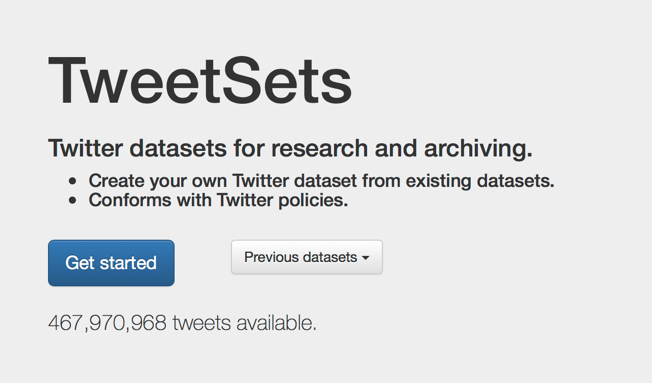 TweetSets
Twitter datasets for research and archiving.
Create your own Twitter dataset from existing datasets.
Conforms with Twitter policies.
Get started
Previous datasets
467,970,968 tweets available.